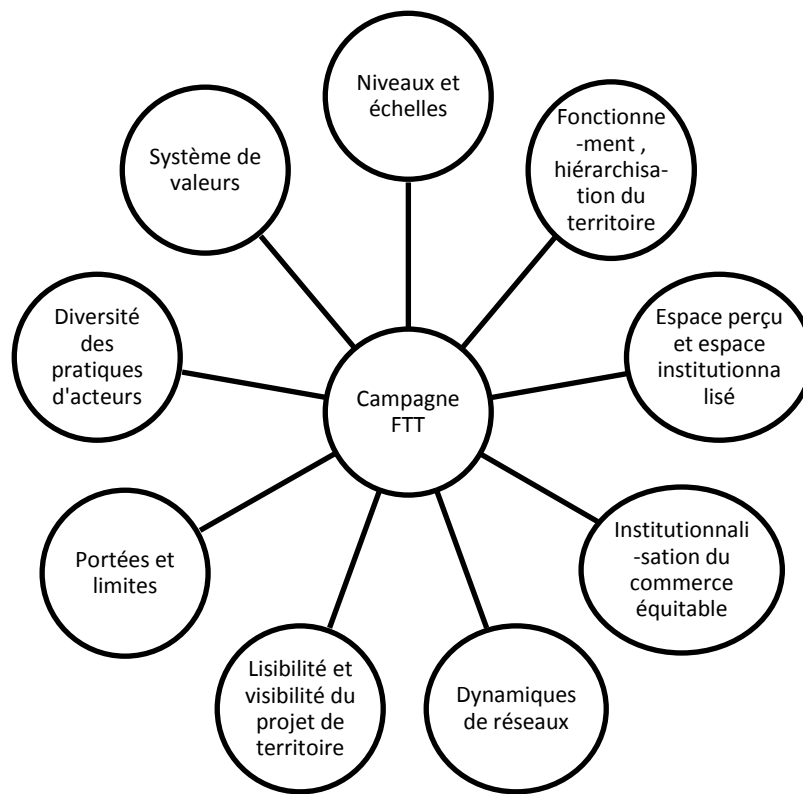 Niveaux et
échelles
Fonctionne
-ment ,
hiérarchisa-
tion du
territoire
Espace perçu
et espace
institutionna
lisé
Institutionnali
-sation du
commerce
équitable
Dynamiques
de réseaux
Lisibilité et
visibilité du
projet de
territoire
Portées et
limites
Diversité
des
pratiques
d'acteurs
Système de
valeurs
Campagne
FTT